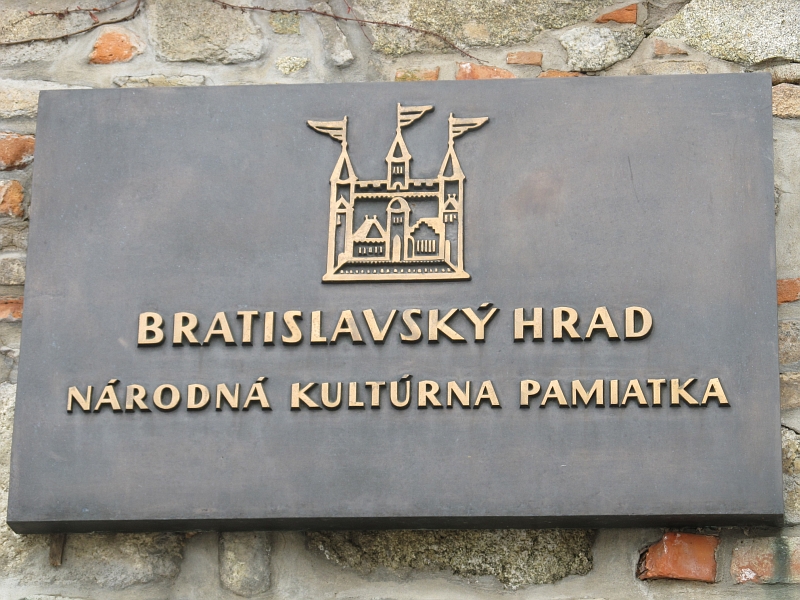 BRATISLAVSKÝ HRAD
NÁRODNÁ KULTÚRNA PAMIATKA